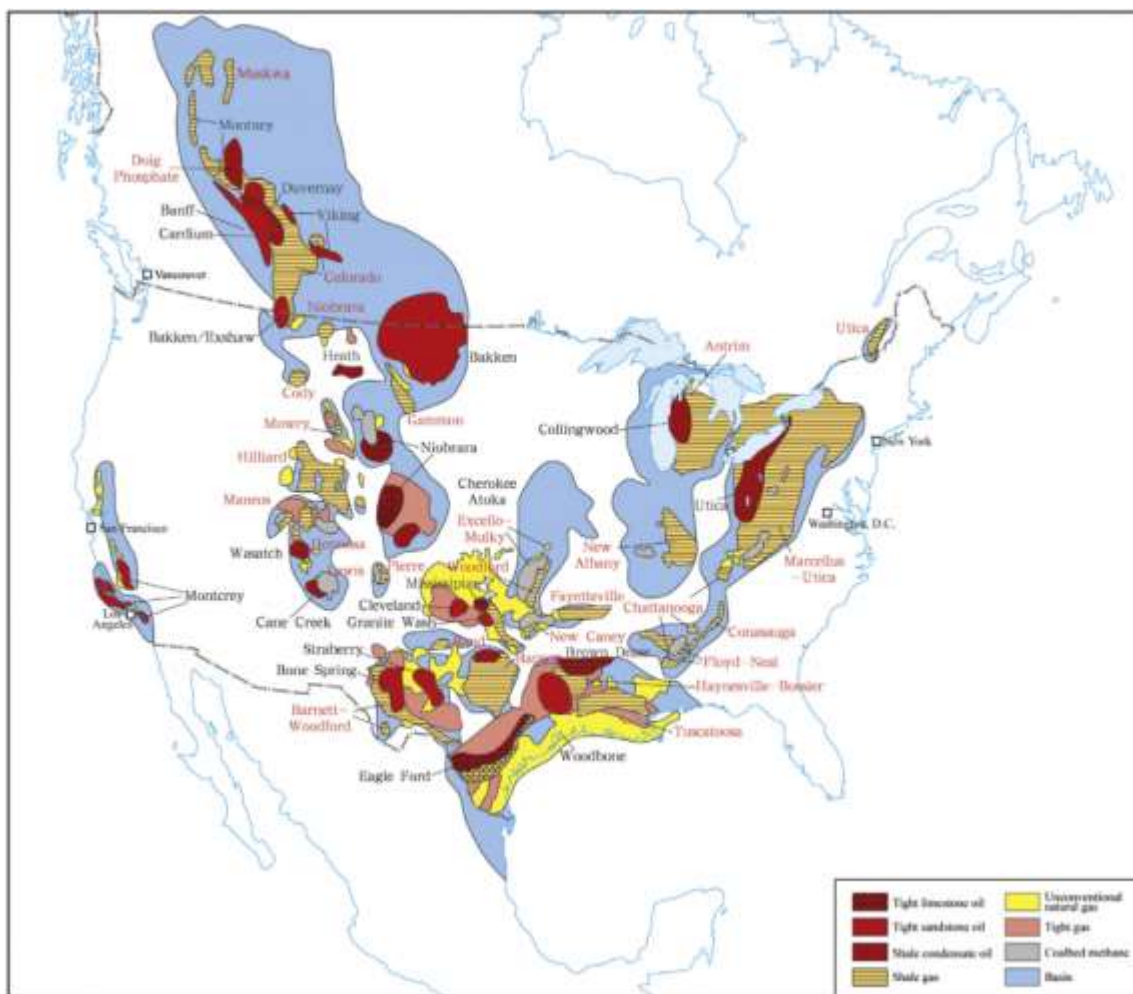 Muskwa
Montney
Doig
Phosphate
Duvernay
Viking
Banff
Cardium
Vancouver
Colorado
Niobrara
Bakken/Exshaw
Bakken
Heath
Cody
Gammon
Mowry
Niobrara
Hilliard
Mancos
San Francisco
Wasatch
Pierre
Monterey
Los
Angeles
Cane Creek
Utica
Antrim
Collingwood
New York
Cherokee
Atoka
Utica
Washington, D.C.
Excello-
Mulky
New
Albany
Marcellus
-Utica
Woodford
Fayetteville
Chattanooga
Cleveland
Granite Wash
Conasauga
New Caney
Floyd-Neal
Straberry
Bone Spring
Haynesville-Bossier
Barnett-
Woodford
Tuscaloosa
Woodbone
Eagle Ford
Tight limestone oil
Tight sandstone oil
Shale condensate oil
Shale gas
Unconventional
natural gas
Tight gas
Coalbed methane
Basin